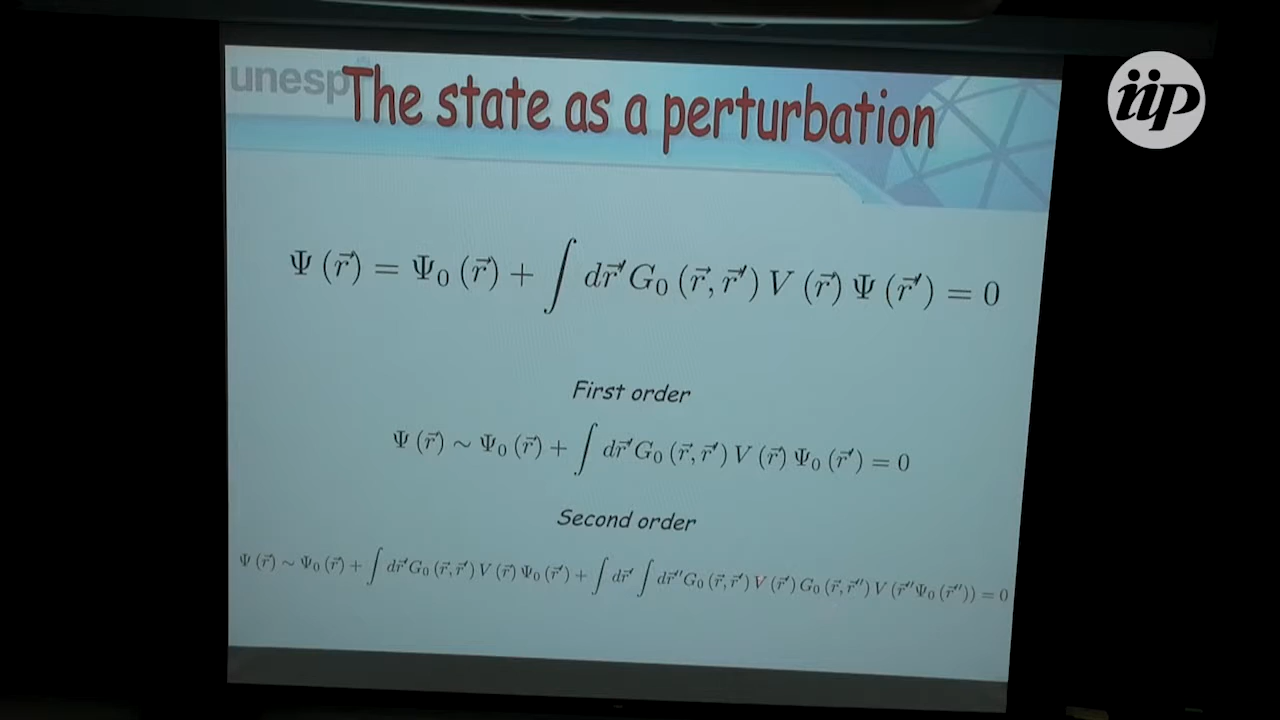 iip
unesp
The state as a perturbation
Ψ (r⃗) = Ψ₀ (r⃗) + ∫ dr⃗′ G₀ (r⃗, r⃗′) V (r⃗) Ψ (r⃗′) = 0
First order
Ψ (r⃗) ∼ Ψ₀ (r⃗) + ∫ dr⃗′ G₀ (r⃗, r⃗′) V (r⃗) Ψ₀ (r⃗′) = 0
Second order
Ψ (r⃗) ∼ Ψ₀ (r⃗) + ∫ dr⃗′ G₀ (r⃗, r⃗′) V (r⃗) Ψ₀ (r⃗′) + ∫ dr⃗′ ∫ dr⃗″ G₀ (r⃗, r⃗′) V (r⃗′) G₀ (r⃗, r⃗″) V (r⃗″Ψ₀ (r⃗″)) = 0